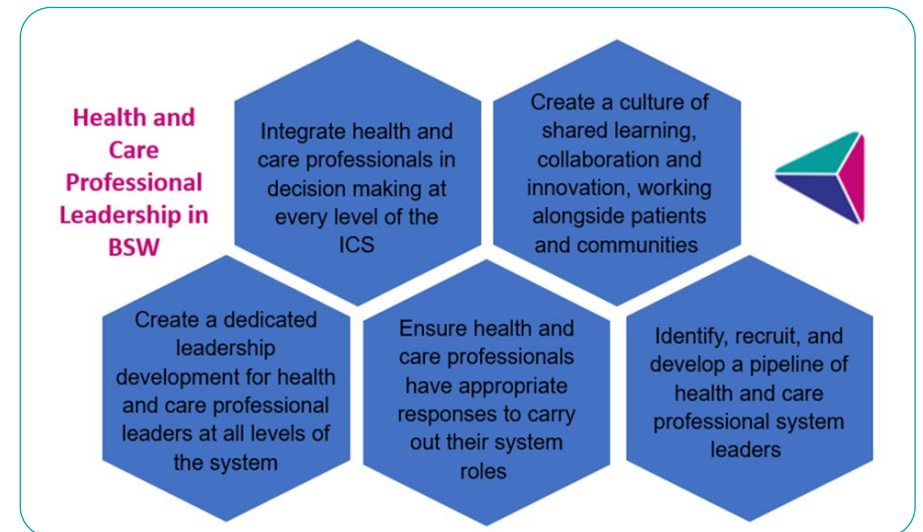 Health and
Care
Professional
Leadership in
BSW
Integrate health and
care professionals in
decision making at
every level of the
ICS
Create a culture of
shared learning,
collaboration and
innovation, working
alongside patients
and communities
Create a dedicated
leadership
development for health
and care professional
leaders at all levels of
the system
Ensure health and
care professionals
have appropriate
responses to carry
out their system
roles
Identify, recruit, and
develop a pipeline of
health and care
professional system
leaders